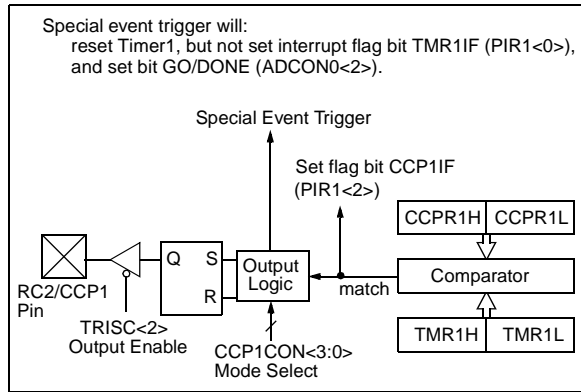 Special event trigger will:
reset Timer1, but not set interrupt flag bit TMR1IF (PIR1<0>),
and set bit GO/DONE (ADCON0<2>).
Special Event Trigger
Set flag bit CCP1IF
(PIR1<2>)
CCPR1H CCPR1L
Q S
R
Output
Logic
match
Comparator
RC2/CCP1
Pin
TRISC<2>
Output Enable
CCP1CON<3:0>
Mode Select
TMR1H TMR1L